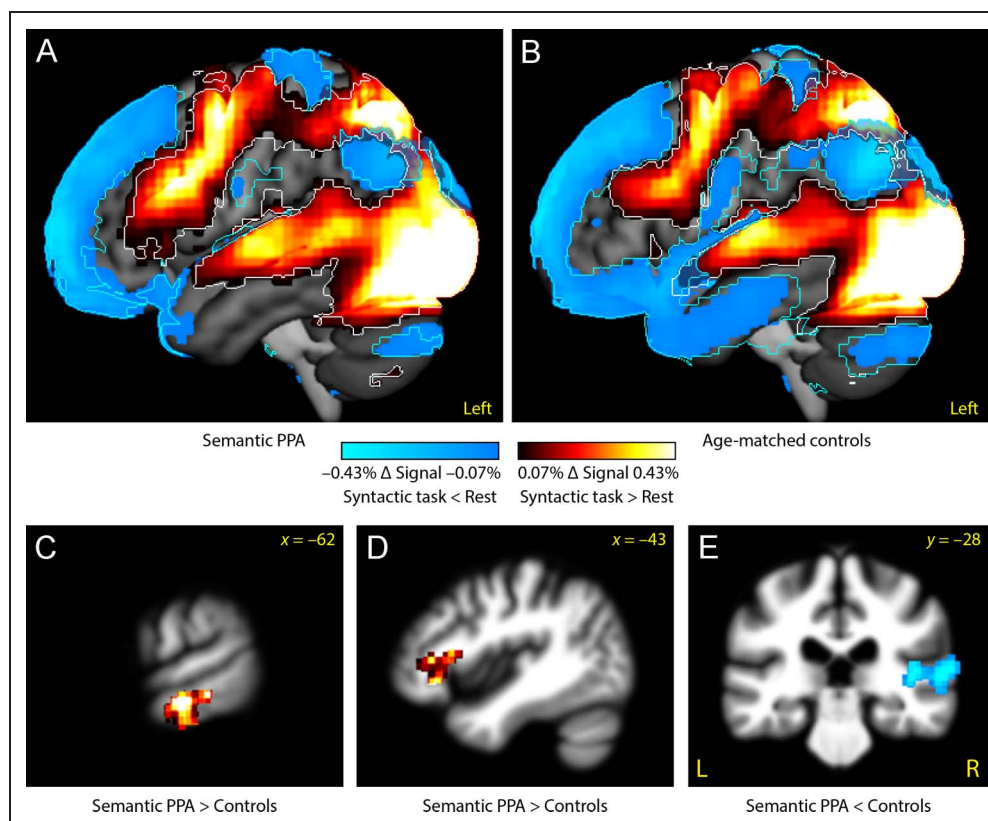 A
B
Left
Left
Semantic PPA
Age-matched controls
−0.43% Δ Signal −0.07%
0.07% Δ Signal 0.43%
Syntactic task < Rest
Syntactic task > Rest
C
x = −62
D
x = −43
E
y = −28
L
R
Semantic PPA > Controls
Semantic PPA > Controls
Semantic PPA < Controls